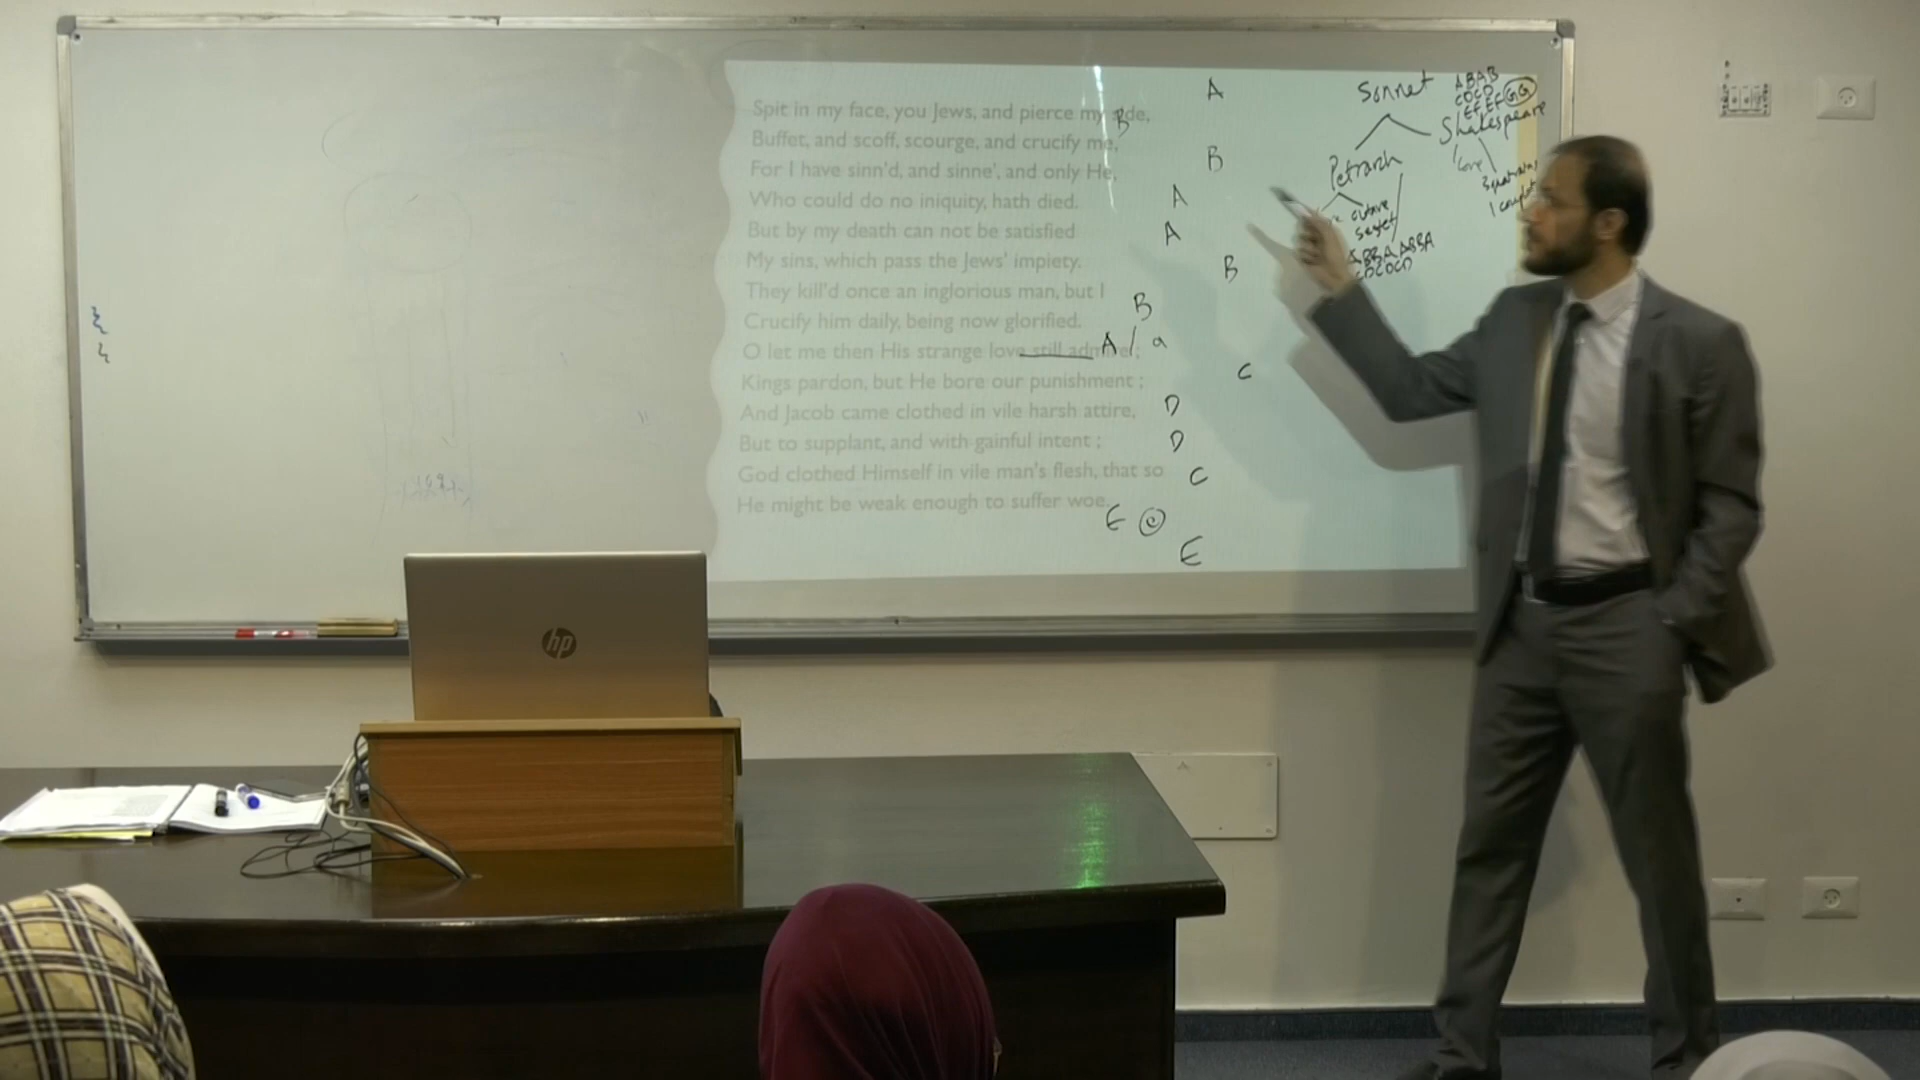 Spit in my face, you Jews, and pierce my side,
Buffet, and scoff, scourge, and crucify me,
For I have sinn'd, and sinne', and only He,
Who could do no iniquity, hath died.
But by my death can not be satisfied
My sins, which pass the Jews' impiety.
They kill'd once an inglorious man, but I
Crucify him daily, being now glorified.
O let me then His strange love still admire;
Kings pardon, but He bore our punishment ;
And Jacob came clothed in vile harsh attire,
But to supplant, and with gainful intent ;
God clothed Himself in vile man's flesh, that so
He might be weak enough to suffer woe.
A
B
B
A
A
B
B
A / a
C
D
D
C
E e
E
Sonnet
ABAB
CDCD
EFEF GG
Shakespeare
love
3 quatrains
1 couplet
Petrarch
octave
sestet
ABBA ABBA
CDCDCD
hp